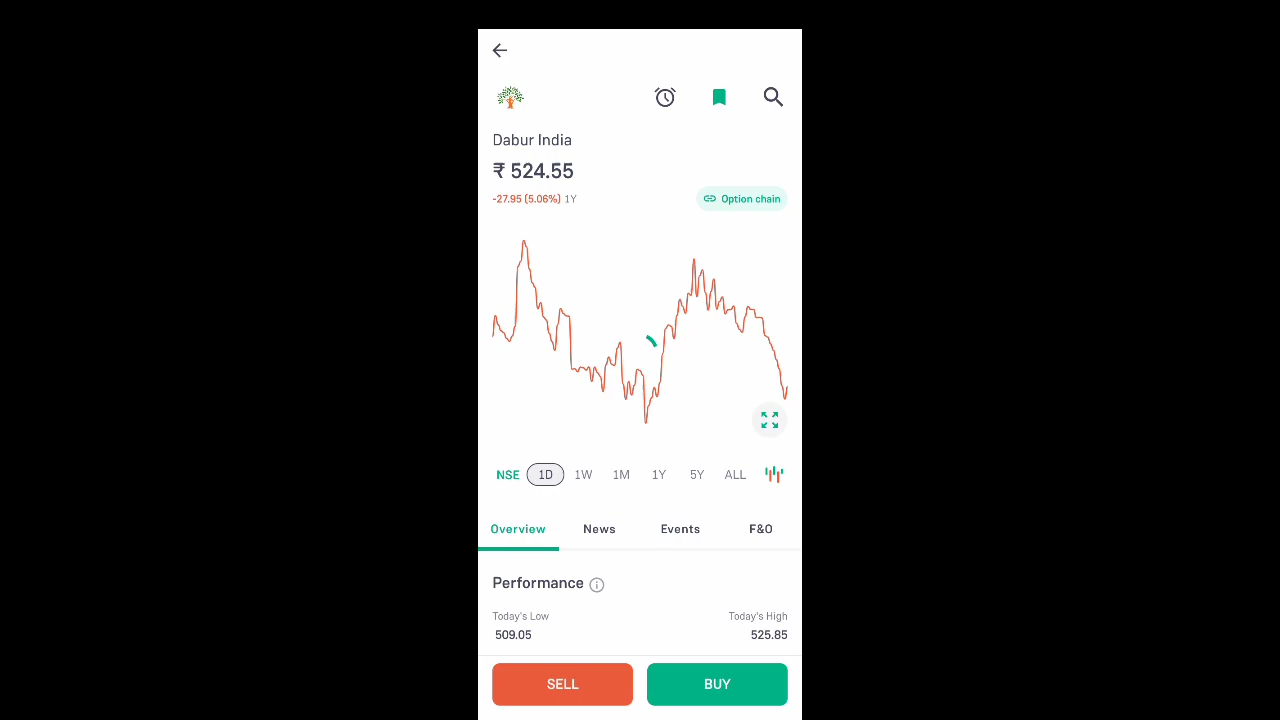 Dabur India
₹ 524.55
-27.95 (5.06%) 1Y
Option chain
NSE 1D 1W 1M 1Y 5Y ALL
Overview News Events F&O
Performance
Today's Low Today's High
509.05 525.85
SELL BUY